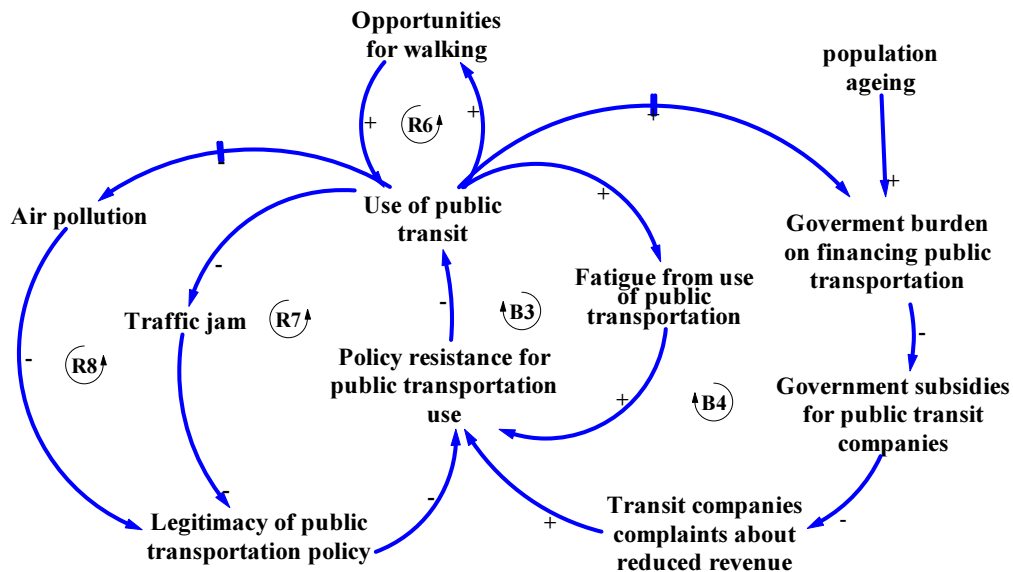 Opportunities
for walking
population
ageing
+
R6
+
+
-
+
Air pollution
Use of public
transit
+
Goverment burden
on financing public
transportation
-
Fatigue from use
of public
transportation
-
Traffic jam
R7
B3
-
-
R8
Policy resistance for
public transportation
use
+
B4
Government subsidies
for public transit
companies
-
-
+
-
Legitimacy of public
transportation policy
Transit companies
complaints about
reduced revenue